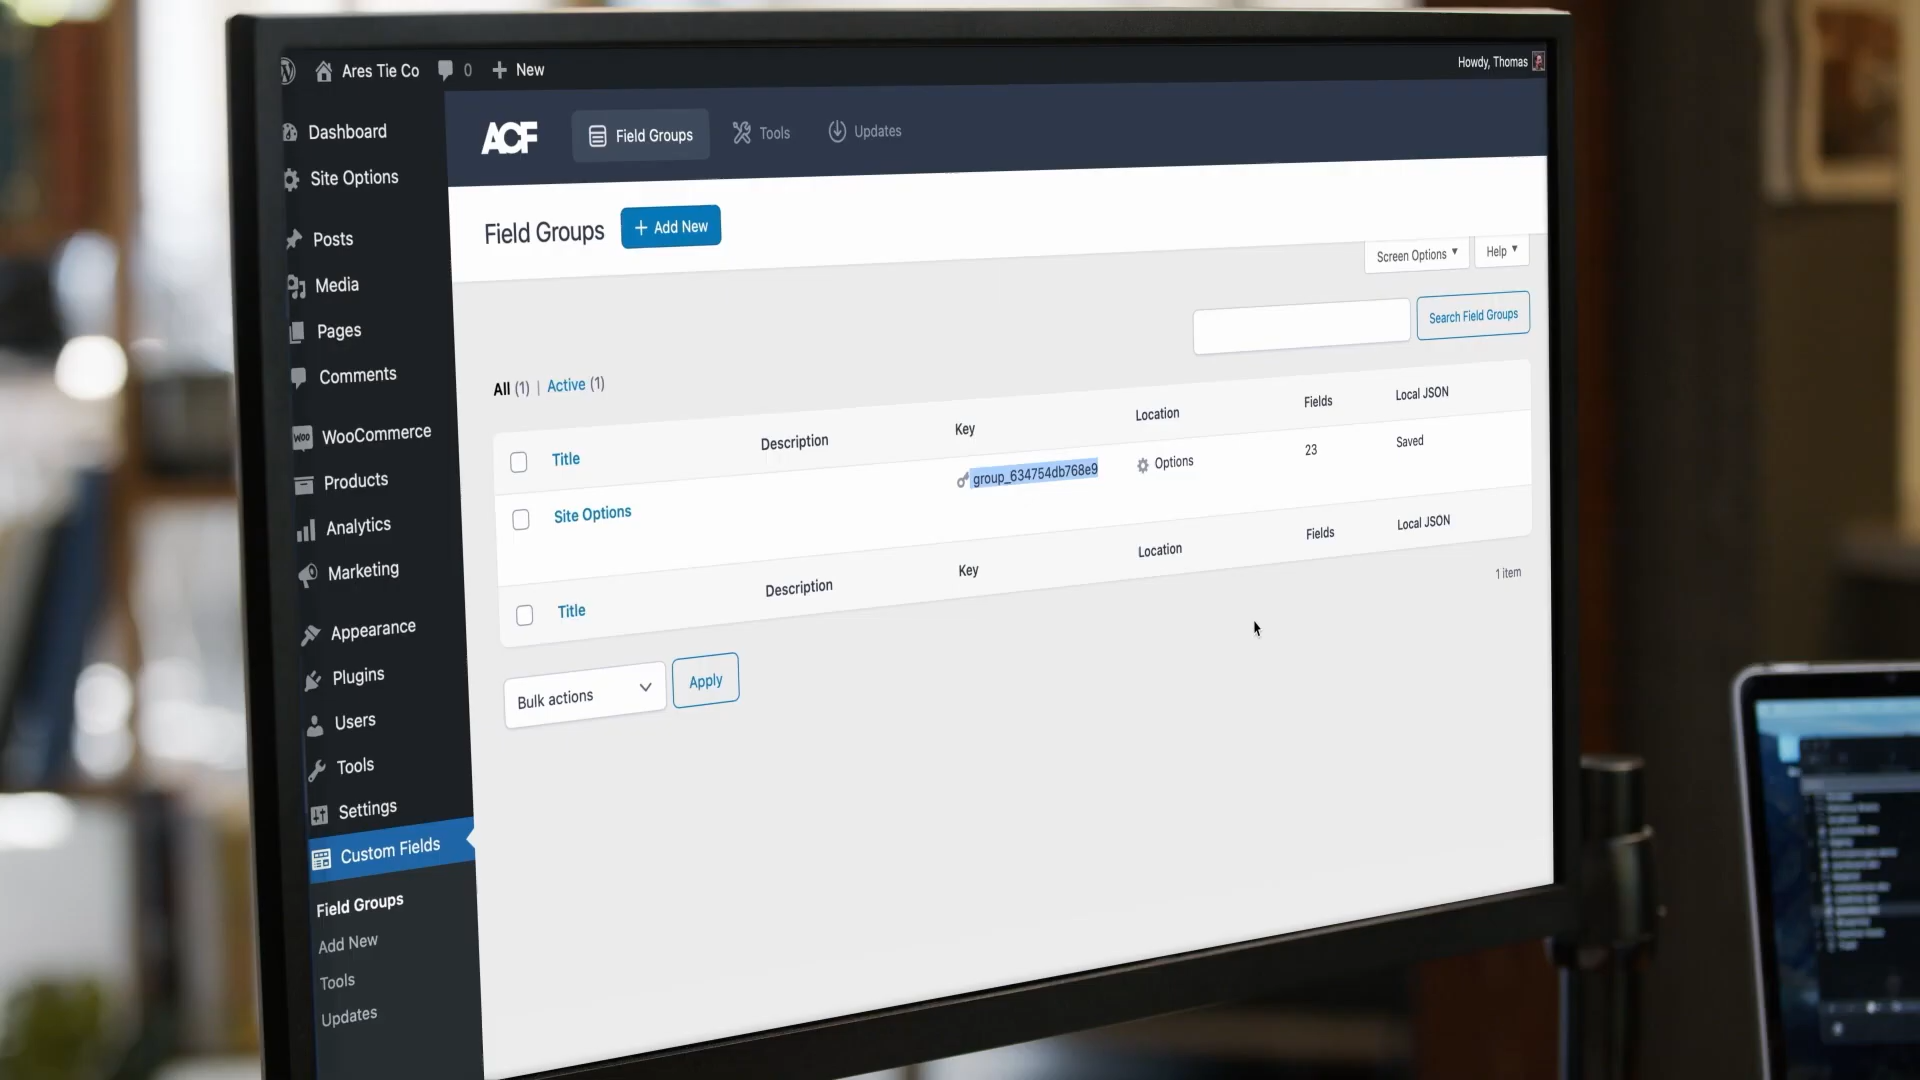 Ares Tie Co 0 + New Howdy, Thomas
Dashboard
Site Options
Posts
Media
Pages
Comments
WooCommerce
Products
Analytics
Marketing
Appearance
Plugins
Users
Tools
Settings
Custom Fields
Field Groups
Add New
Tools
Updates
ACF Field Groups Tools Updates
Field Groups + Add New
Screen Options ▼ Help ▼
Search Field Groups
All (1) | Active (1)
Title Description Key Location Fields Local JSON
Site Options group_634754db768e9 Options 23 Saved
Title Description Key Location Fields Local JSON
1 item
Bulk actions Apply